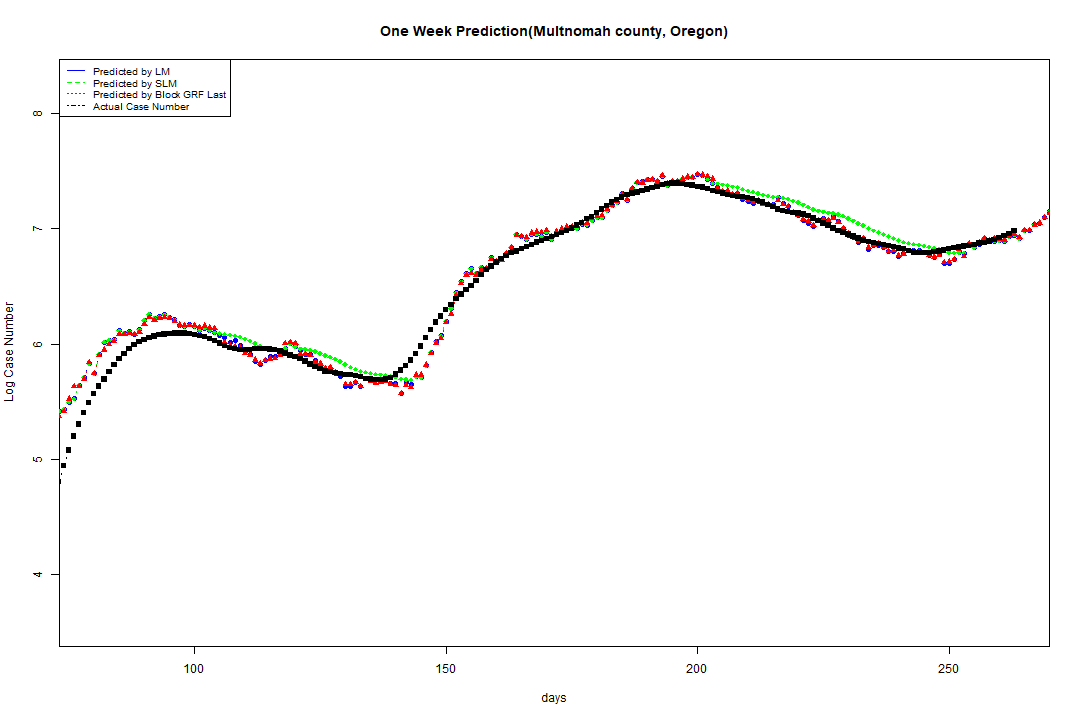 One Week Prediction(Multnomah county, Oregon)
Predicted by LM
Predicted by SLM
Predicted by Block GRF Last
Actual Case Number
8
7
6
5
4
Log Case Number
100 150 200 250
days